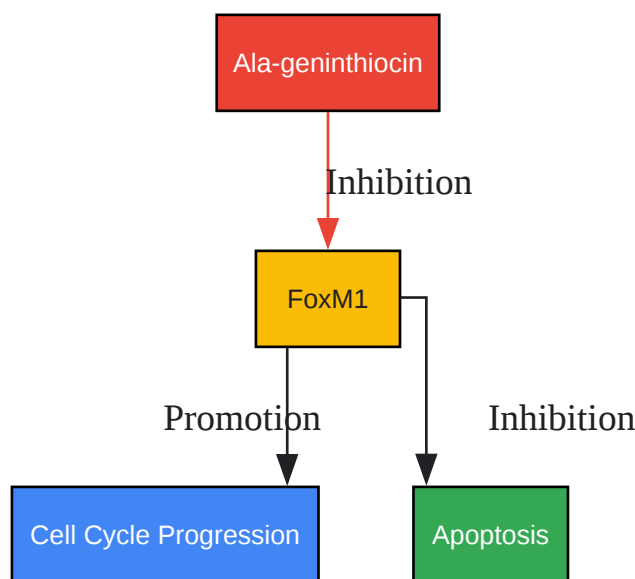 Ala-geninthiocin
Inhibition
FoxM1
Promotion
Inhibition
Cell Cycle Progression
Apoptosis